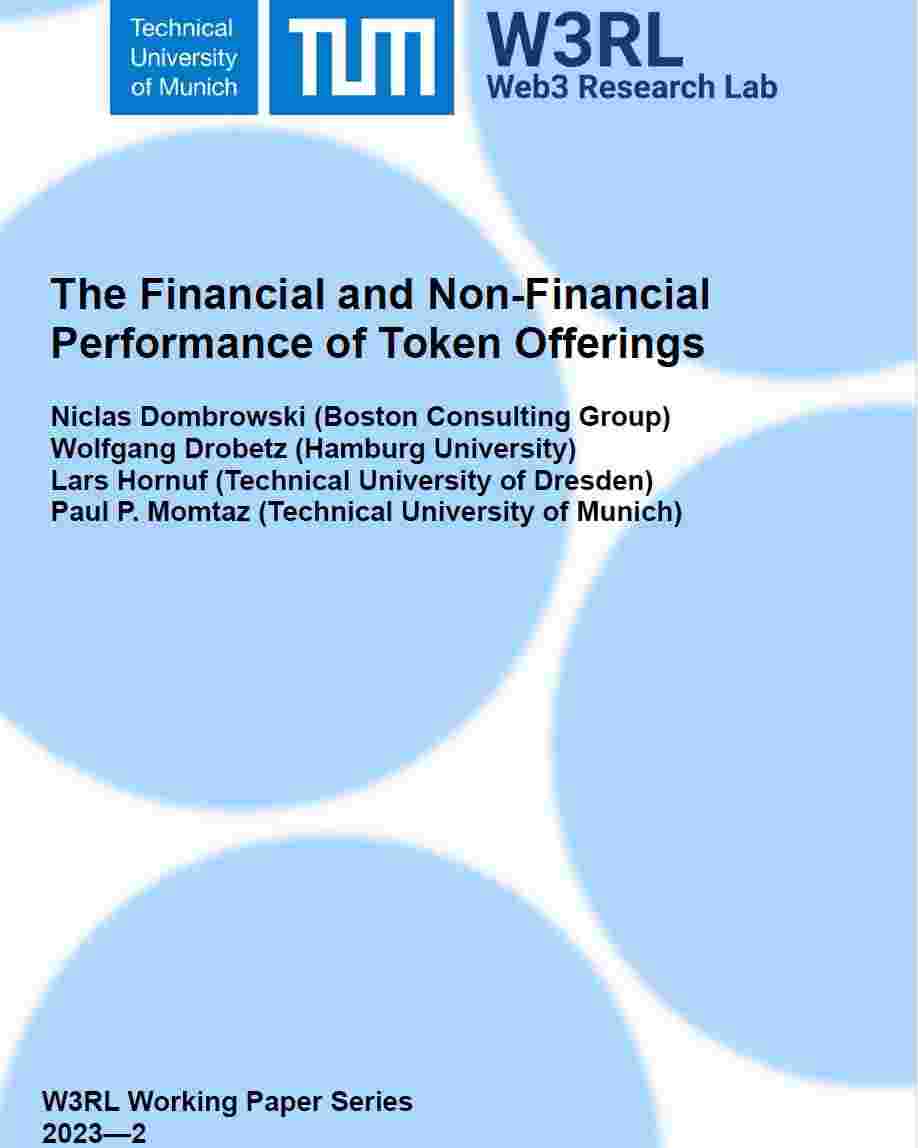 Technical
University
of Munich
TUM
W3RL
Web3 Research Lab
The Financial and Non-Financial
Performance of Token Offerings
Niclas Dombrowski (Boston Consulting Group)
Wolfgang Drobetz (Hamburg University)
Lars Hornuf (Technical University of Dresden)
Paul P. Momtaz (Technical University of Munich)
W3RL Working Paper Series
2023—2